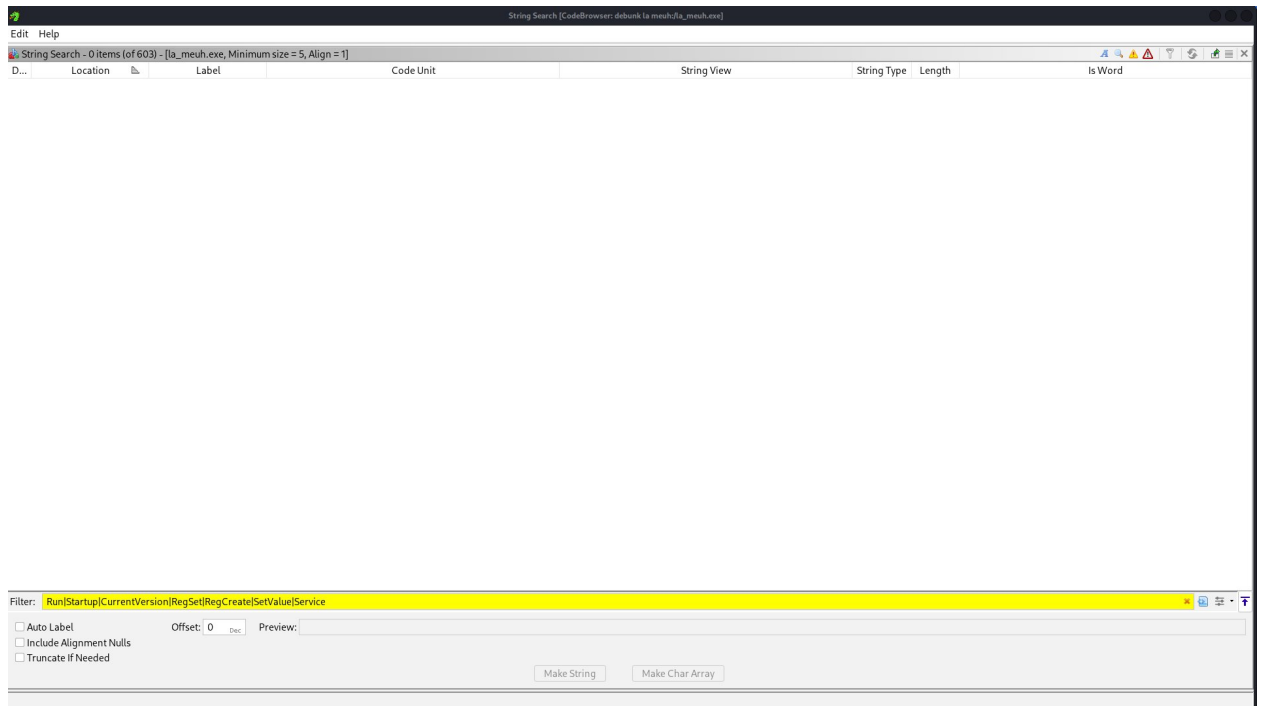 String Search [CodeBrowser: debunk la meuh:/la_meuh.exe]
Edit Help
String Search - 0 items (of 603) - [la_meuh.exe, Minimum size = 5, Align = 1]
D... Location Label Code Unit String View String Type Length Is Word
Filter: Run|Startup|CurrentVersion|RegSet|RegCreate|SetValue|Service
Auto Label Offset: 0 Dec Preview:
Include Alignment Nulls
Truncate If Needed
Make String Make Char Array